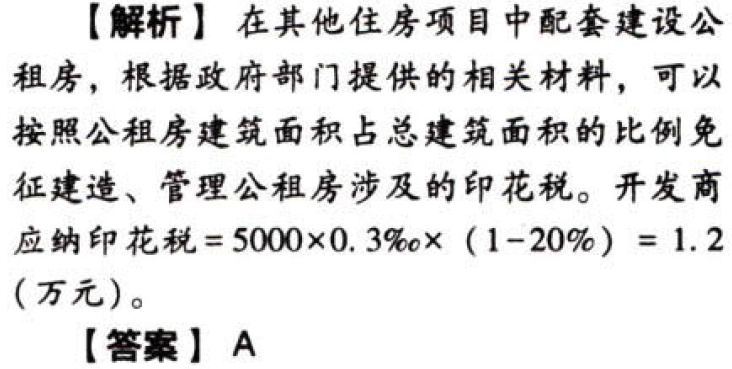 【解析】 在其他住房项目中配套建设公
租房，根据政府部门提供的相关材料，可以
按照公租房建筑面积占总建筑面积的比例免
征建造、管理公租房涉及的印花税。开发商
应纳印花税=5000×0.3‰×（1-20%）=1.2
（万元）。
【答案】 A